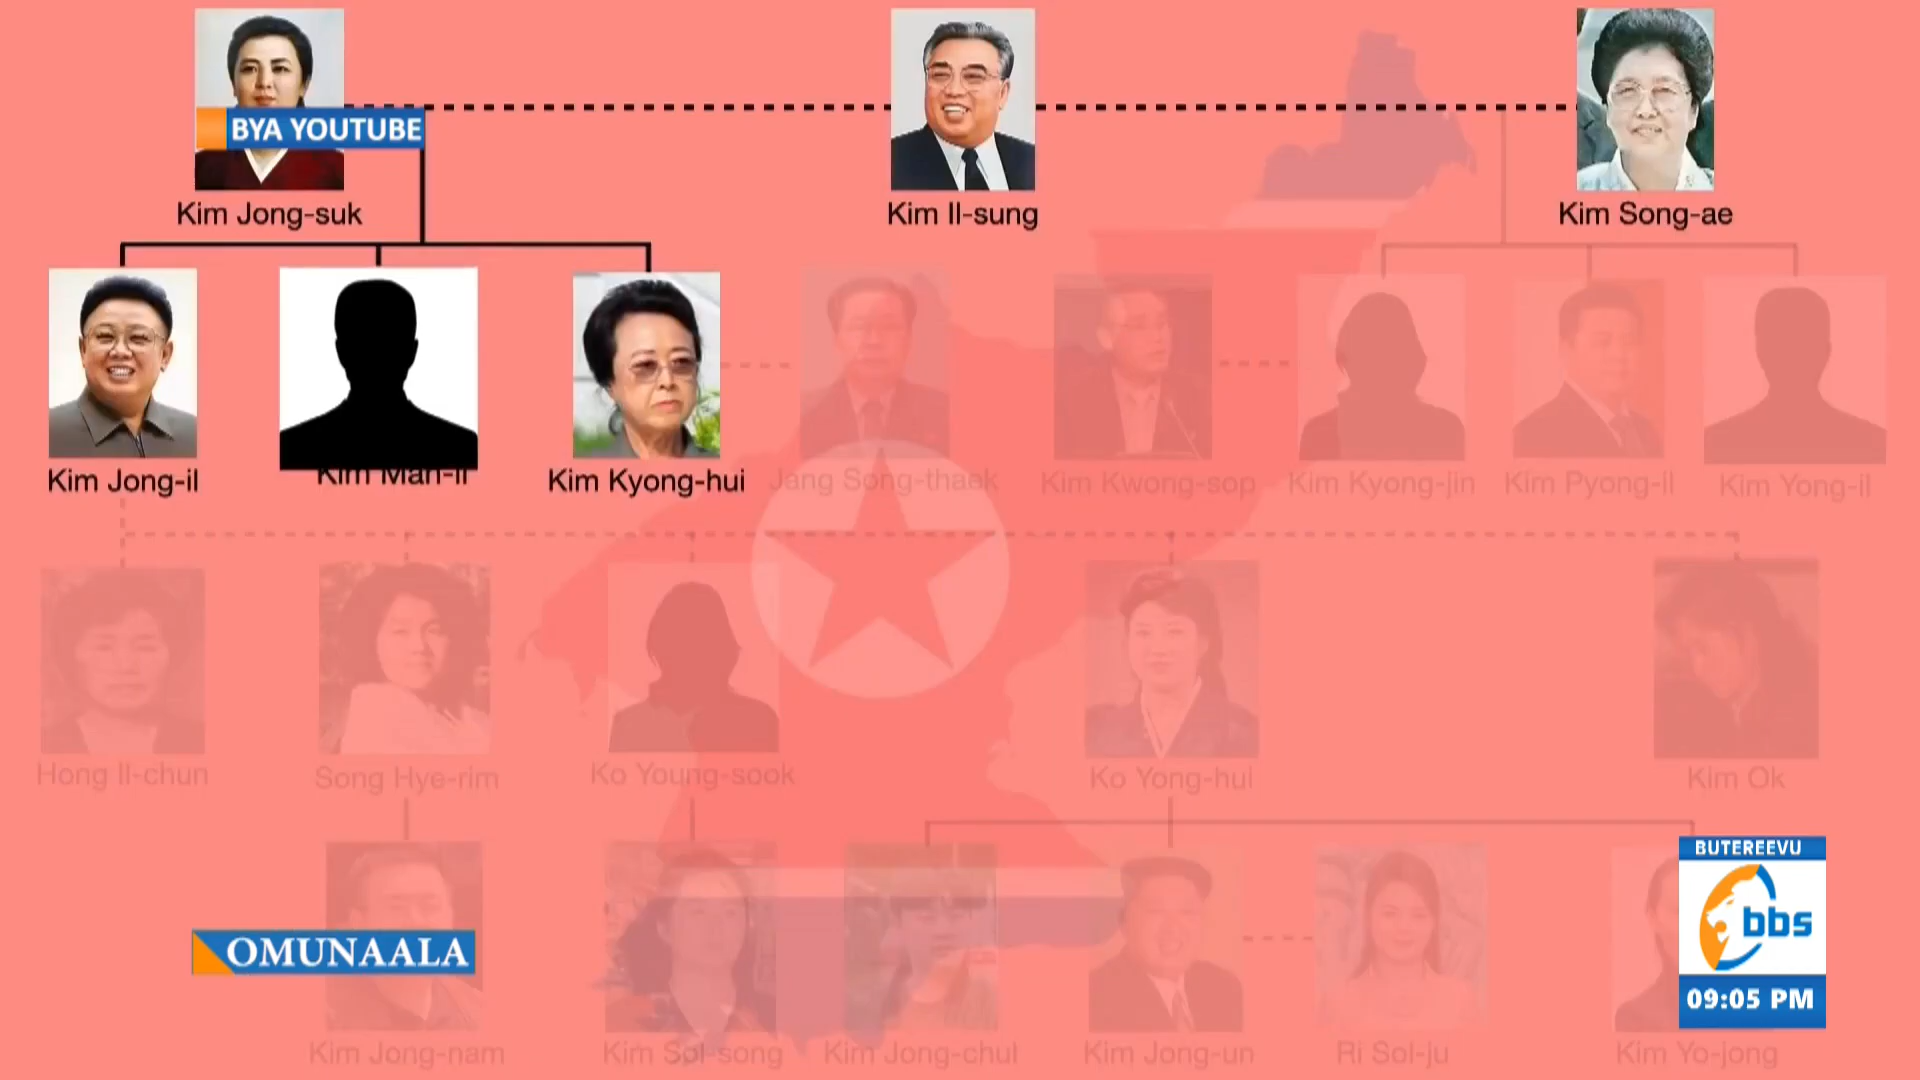 BYA YOUTUBE
Kim Jong-suk
Kim Il-sung
Kim Song-ae
Kim Jong-il
Kim Man-il
Kim Kyong-hui
Jang Song-thaek
Kim Kwong-sop
Kim Kyong-jin
Kim Pyong-il
Kim Yong-il
Hong Il-chun
Song Hye-rim
Ko Young-sook
Ko Yong-hui
Kim Ok
BUTEREEVU
bbs
OMUNAALA
09:05 PM
Kim Jong-nam
Kim Sol-song
Kim Jong-chul
Kim Jong-un
Ri Sol-ju
Kim Yo-jong